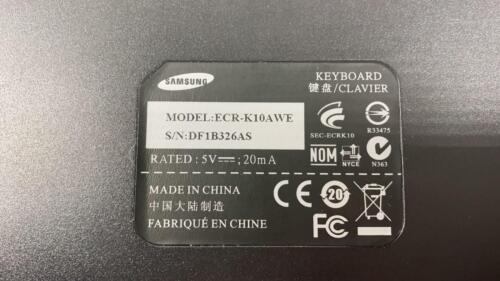 SAMSUNG
KEYBOARD
键盘/CLAVIER
MODEL:ECR-K10AWE
S/N:DF1B326AS
SEC-ECRK10
R33475
RATED : 5V⎓; 20mA
NOM
NYCE
N363
MADE IN CHINA
中国大陆制造
FABRIQUÉ EN CHINE
CE
20
FC